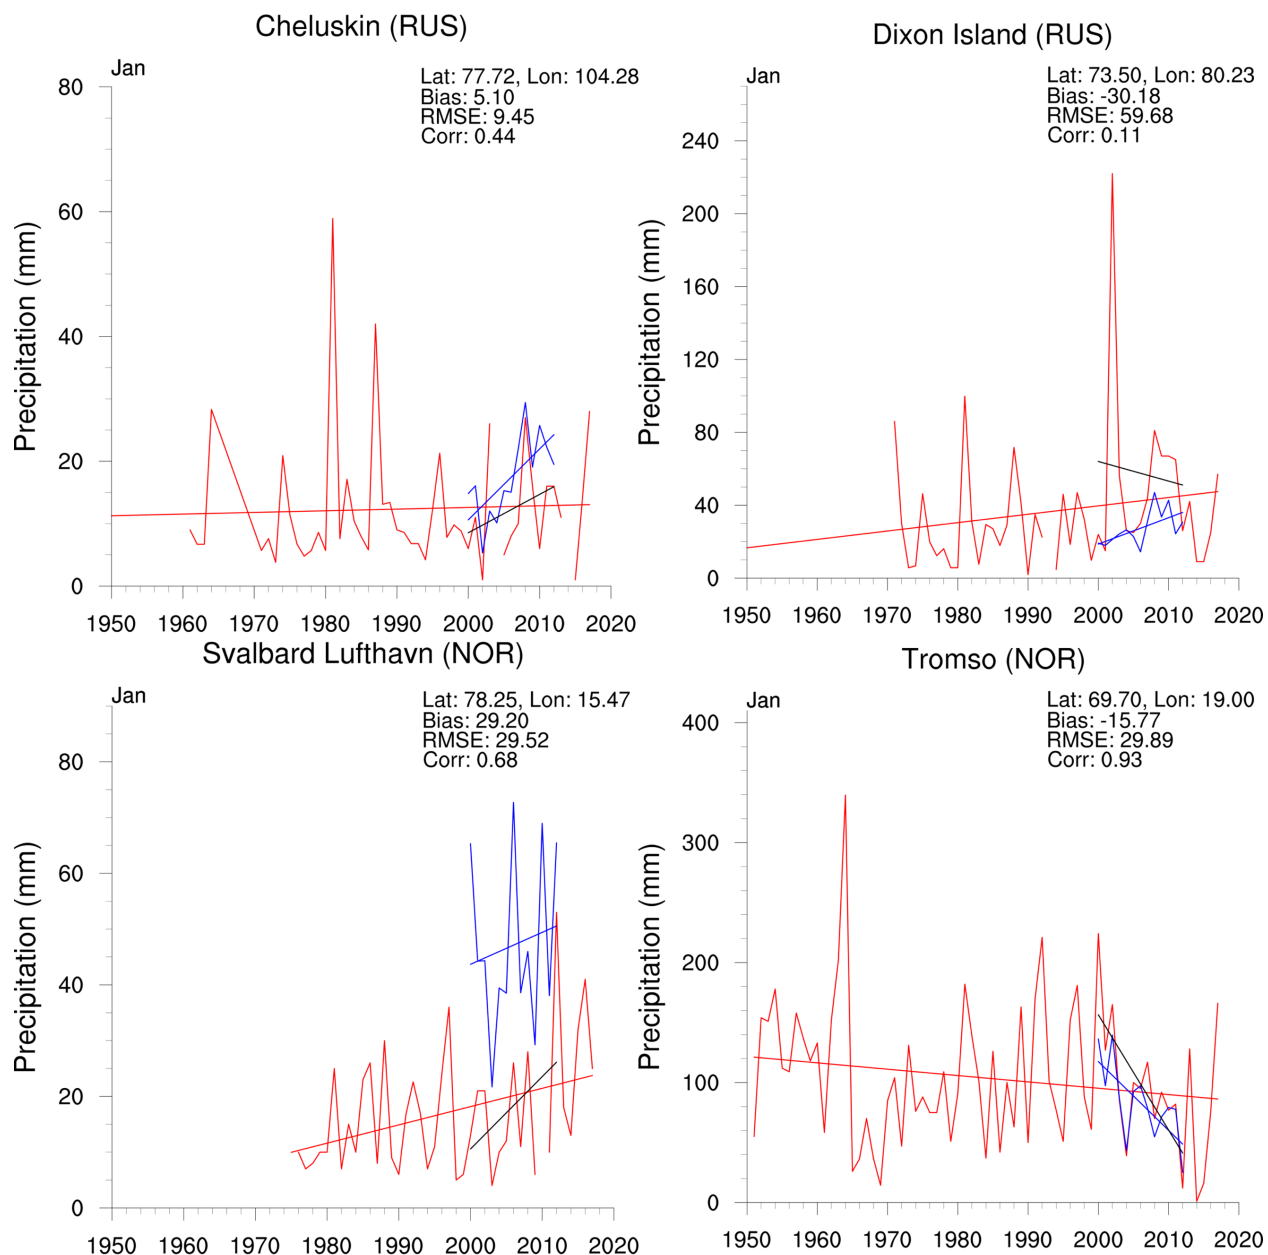 Cheluskin (RUS)
Jan
Lat: 77.72, Lon: 104.28
Bias: 5.10
RMSE: 9.45
Corr: 0.44
Precipitation (mm)
80
60
40
20
0
1950 1960 1970 1980 1990 2000 2010 2020
Dixon Island (RUS)
Jan
Lat: 73.50, Lon: 80.23
Bias: -30.18
RMSE: 59.68
Corr: 0.11
Precipitation (mm)
240
200
160
120
80
40
0
1950 1960 1970 1980 1990 2000 2010 2020
Svalbard Lufthavn (NOR)
Jan
Lat: 78.25, Lon: 15.47
Bias: 29.20
RMSE: 29.52
Corr: 0.68
Precipitation (mm)
80
60
40
20
0
1950 1960 1970 1980 1990 2000 2010 2020
Tromso (NOR)
Jan
Lat: 69.70, Lon: 19.00
Bias: -15.77
RMSE: 29.89
Corr: 0.93
Precipitation (mm)
400
300
200
100
0
1950 1960 1970 1980 1990 2000 2010 2020